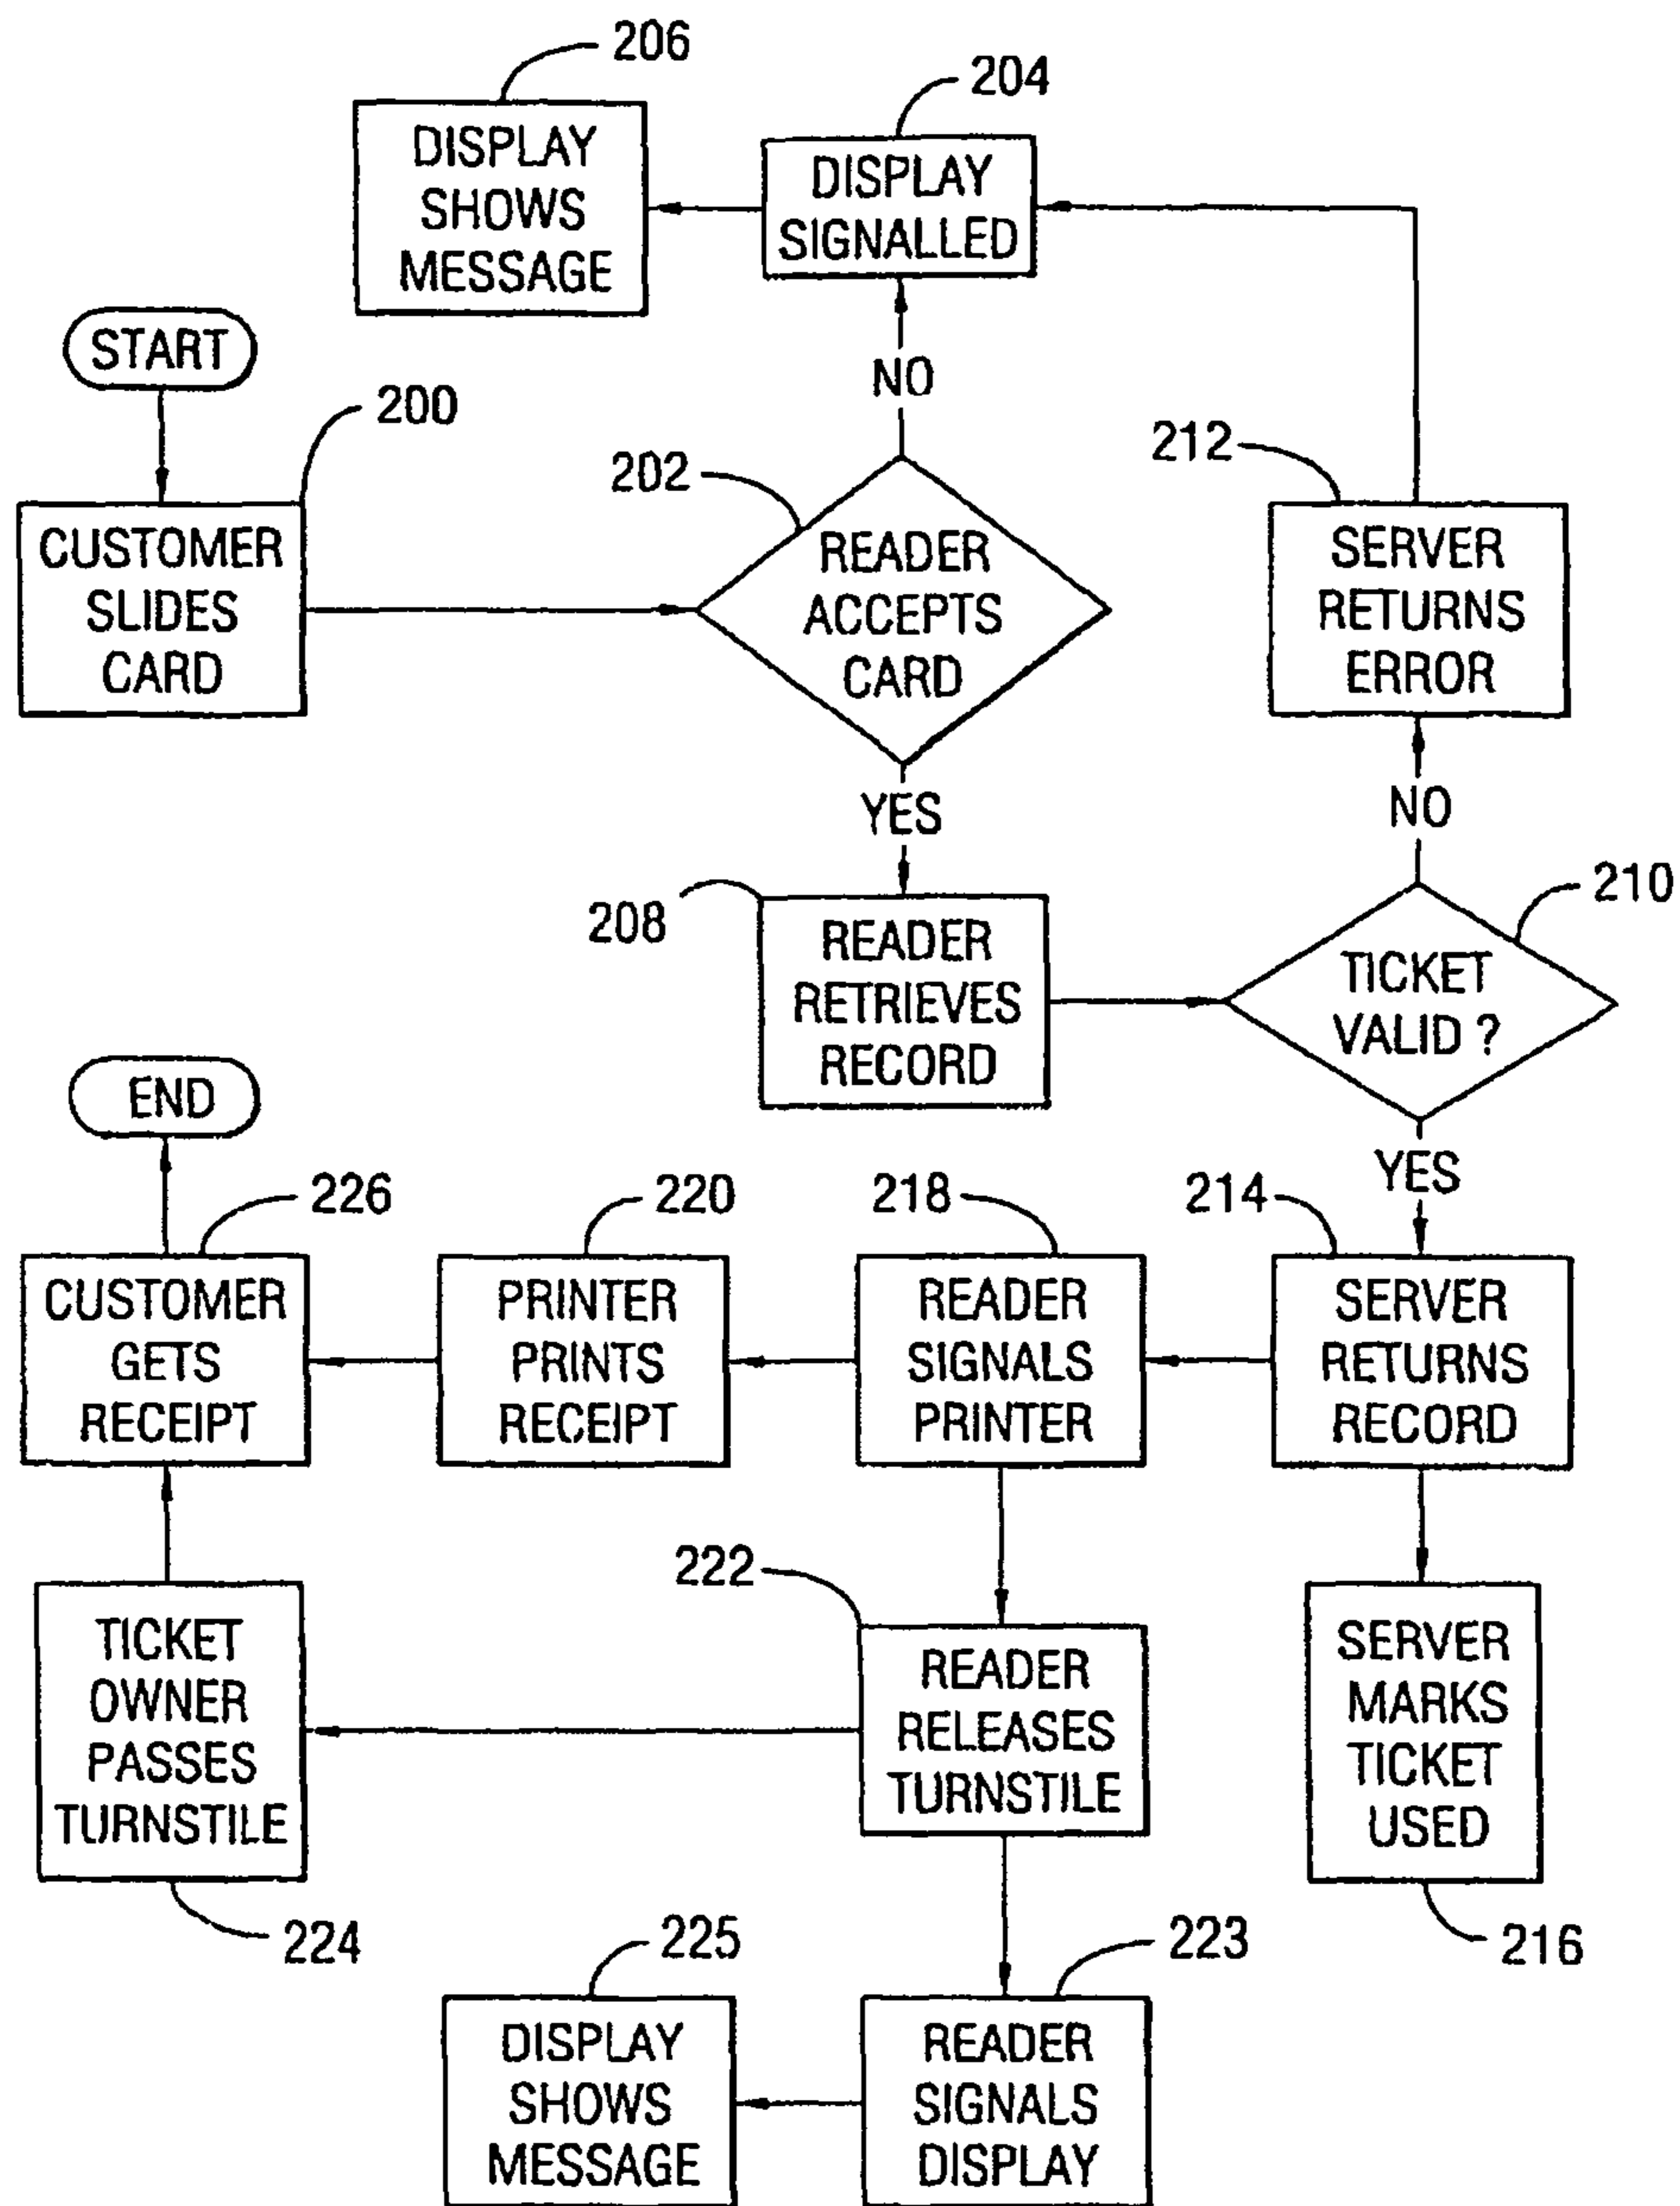 206
204
DISPLAY
SHOWS
MESSAGE
DISPLAY
SIGNALLED
START
NO
200
212
202
CUSTOMER
SLIDES
CARD
READER
ACCEPTS
CARD
SERVER
RETURNS
ERROR
YES
NO
208
210
READER
RETRIEVES
RECORD
TICKET
VALID ?
END
YES
226
220
218
214
CUSTOMER
GETS
RECEIPT
PRINTER
PRINTS
RECEIPT
READER
SIGNALS
PRINTER
SERVER
RETURNS
RECORD
222
TICKET
OWNER
PASSES
TURNSTILE
READER
RELEASES
TURNSTILE
SERVER
MARKS
TICKET
USED
224
225
223
216
DISPLAY
SHOWS
MESSAGE
READER
SIGNALS
DISPLAY